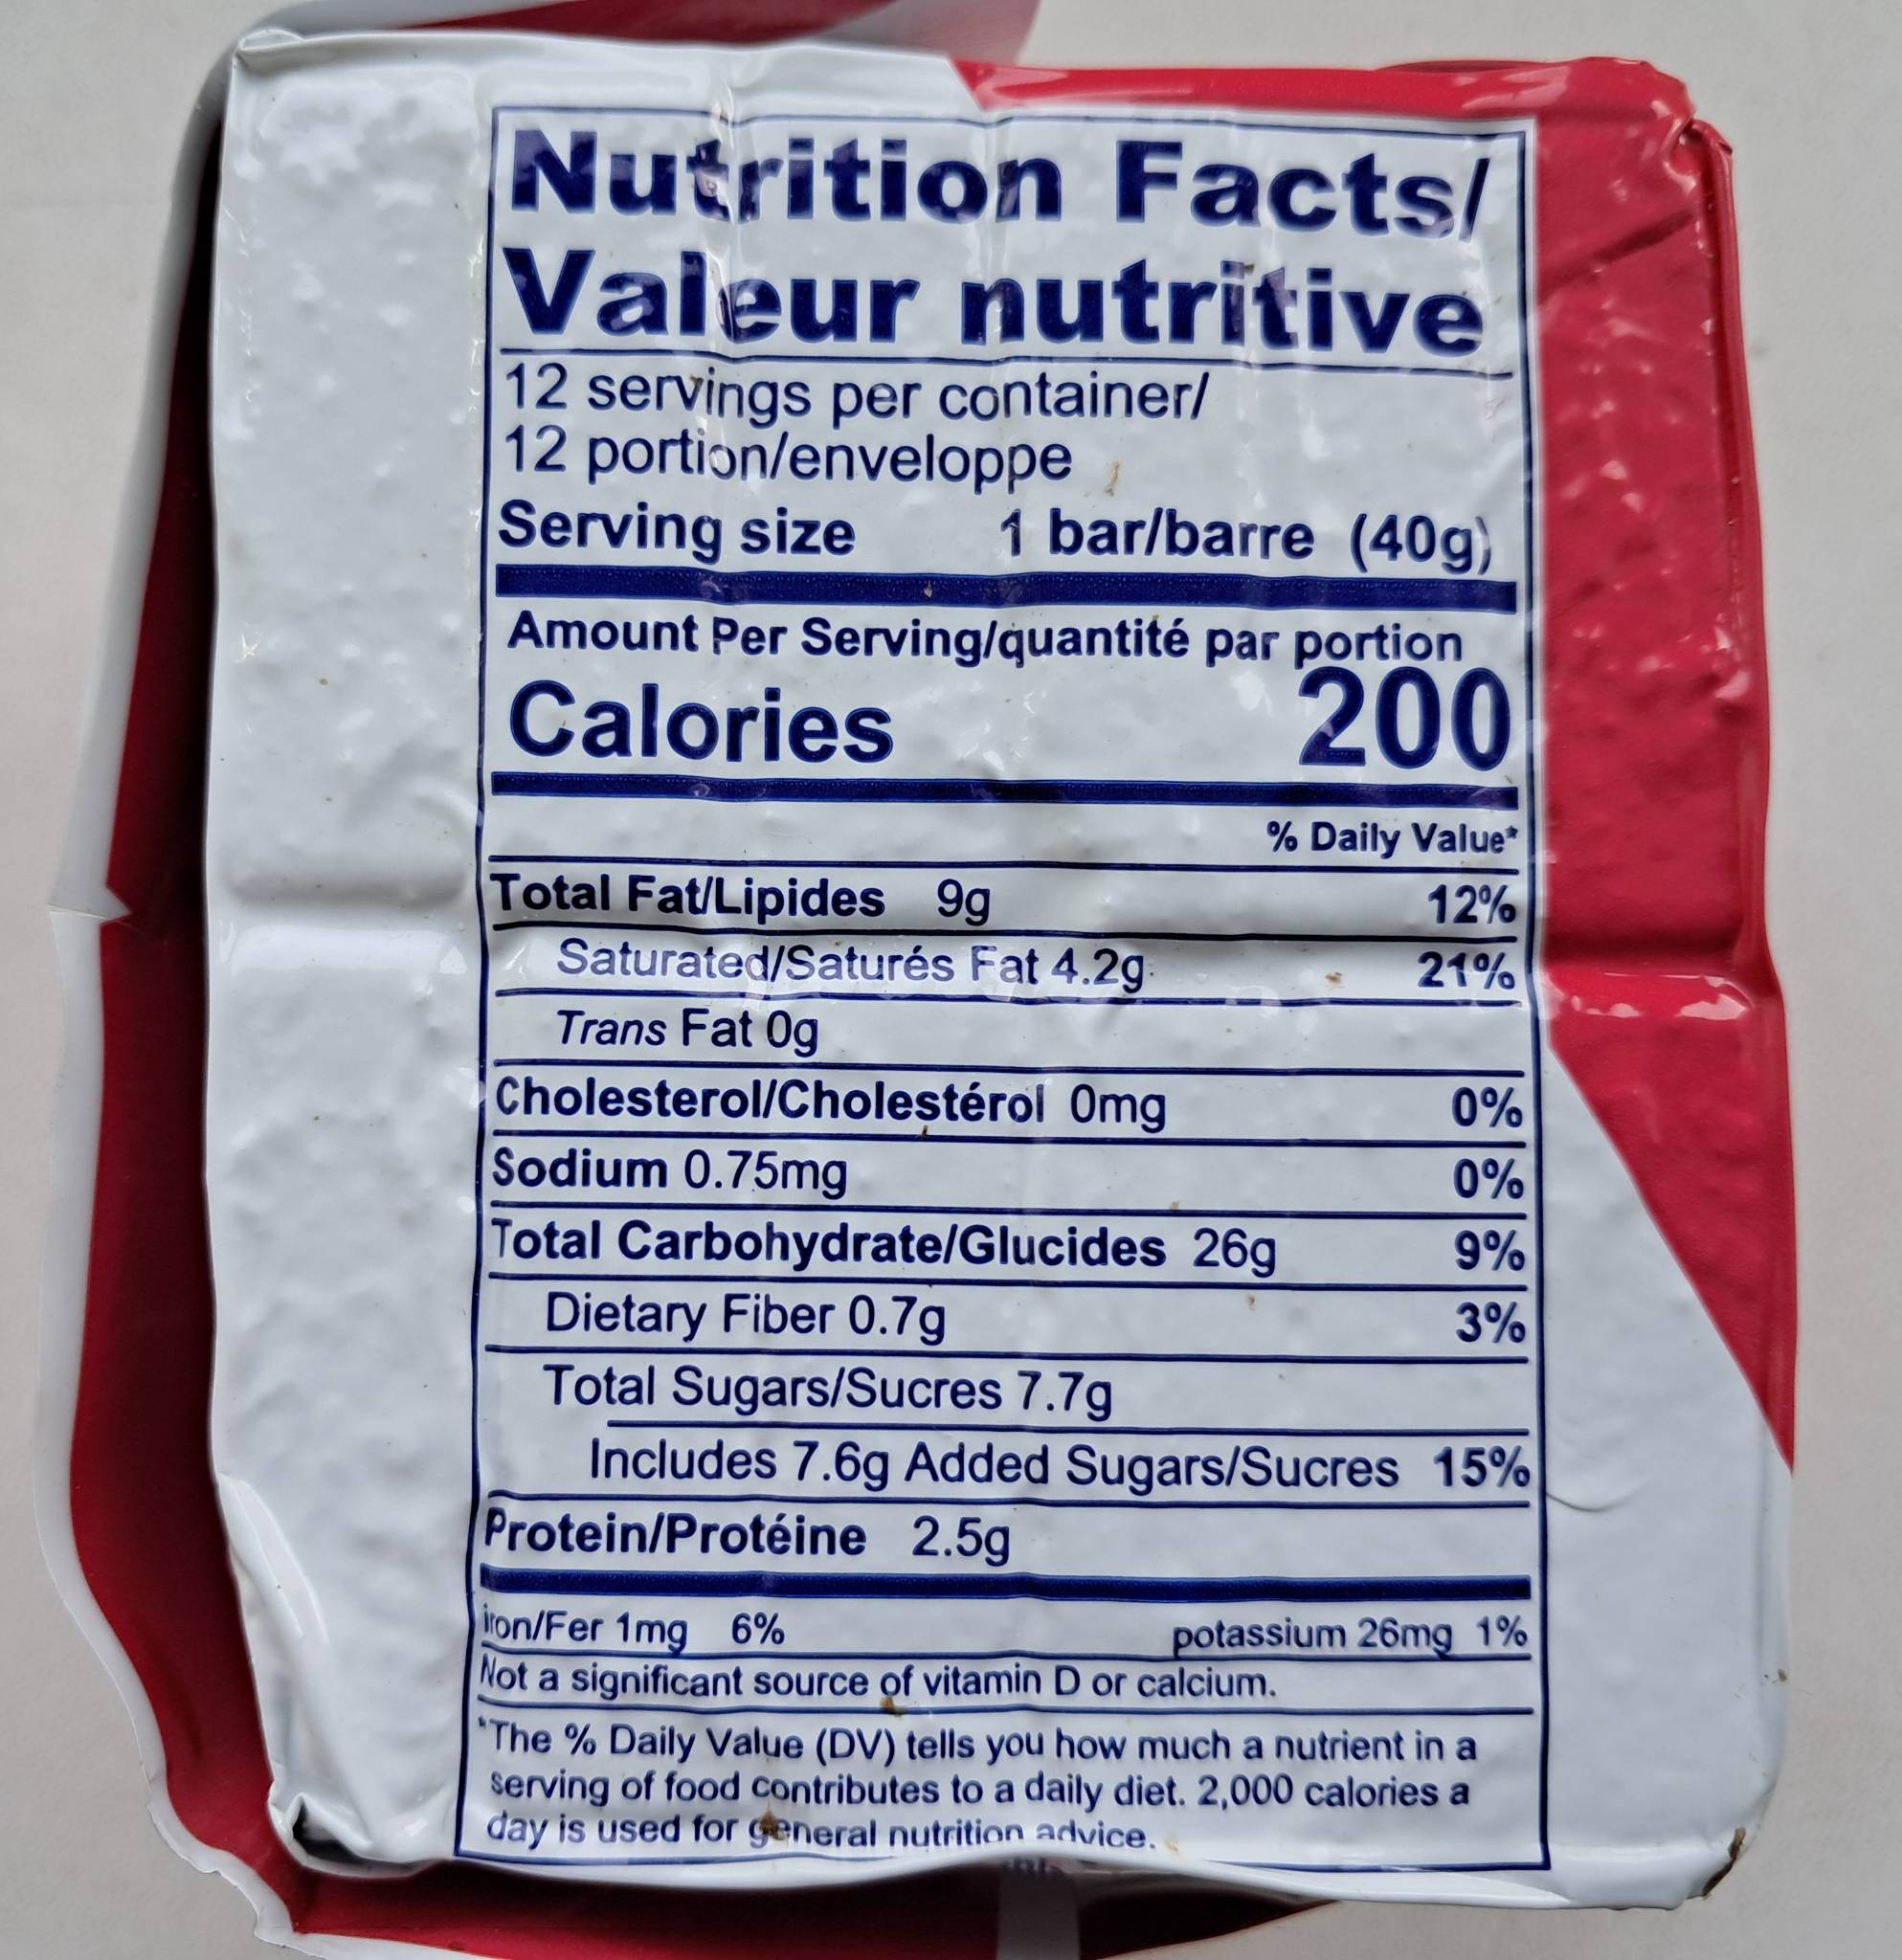 Nutrition Facts/
Valeur nutritive
12 servings per container/
12 portion/enveloppe
Serving size 1 bar/barre (40g)
Amount Per Serving/quantité par portion
Calories 200
% Daily Value*
Total Fat/Lipides 9g 12%
Saturated/Saturés Fat 4.2g 21%
Trans Fat 0g
Cholesterol/Cholestérol 0mg 0%
Sodium 0.75mg 0%
Total Carbohydrate/Glucides 26g 9%
Dietary Fiber 0.7g 3%
Total Sugars/Sucres 7.7g
Includes 7.6g Added Sugars/Sucres 15%
Protein/Protéine 2.5g
iron/Fer 1mg 6% potassium 26mg 1%
Not a significant source of vitamin D or calcium.
*The % Daily Value (DV) tells you how much a nutrient in a
serving of food contributes to a daily diet. 2,000 calories a
day is used for general nutrition advice.